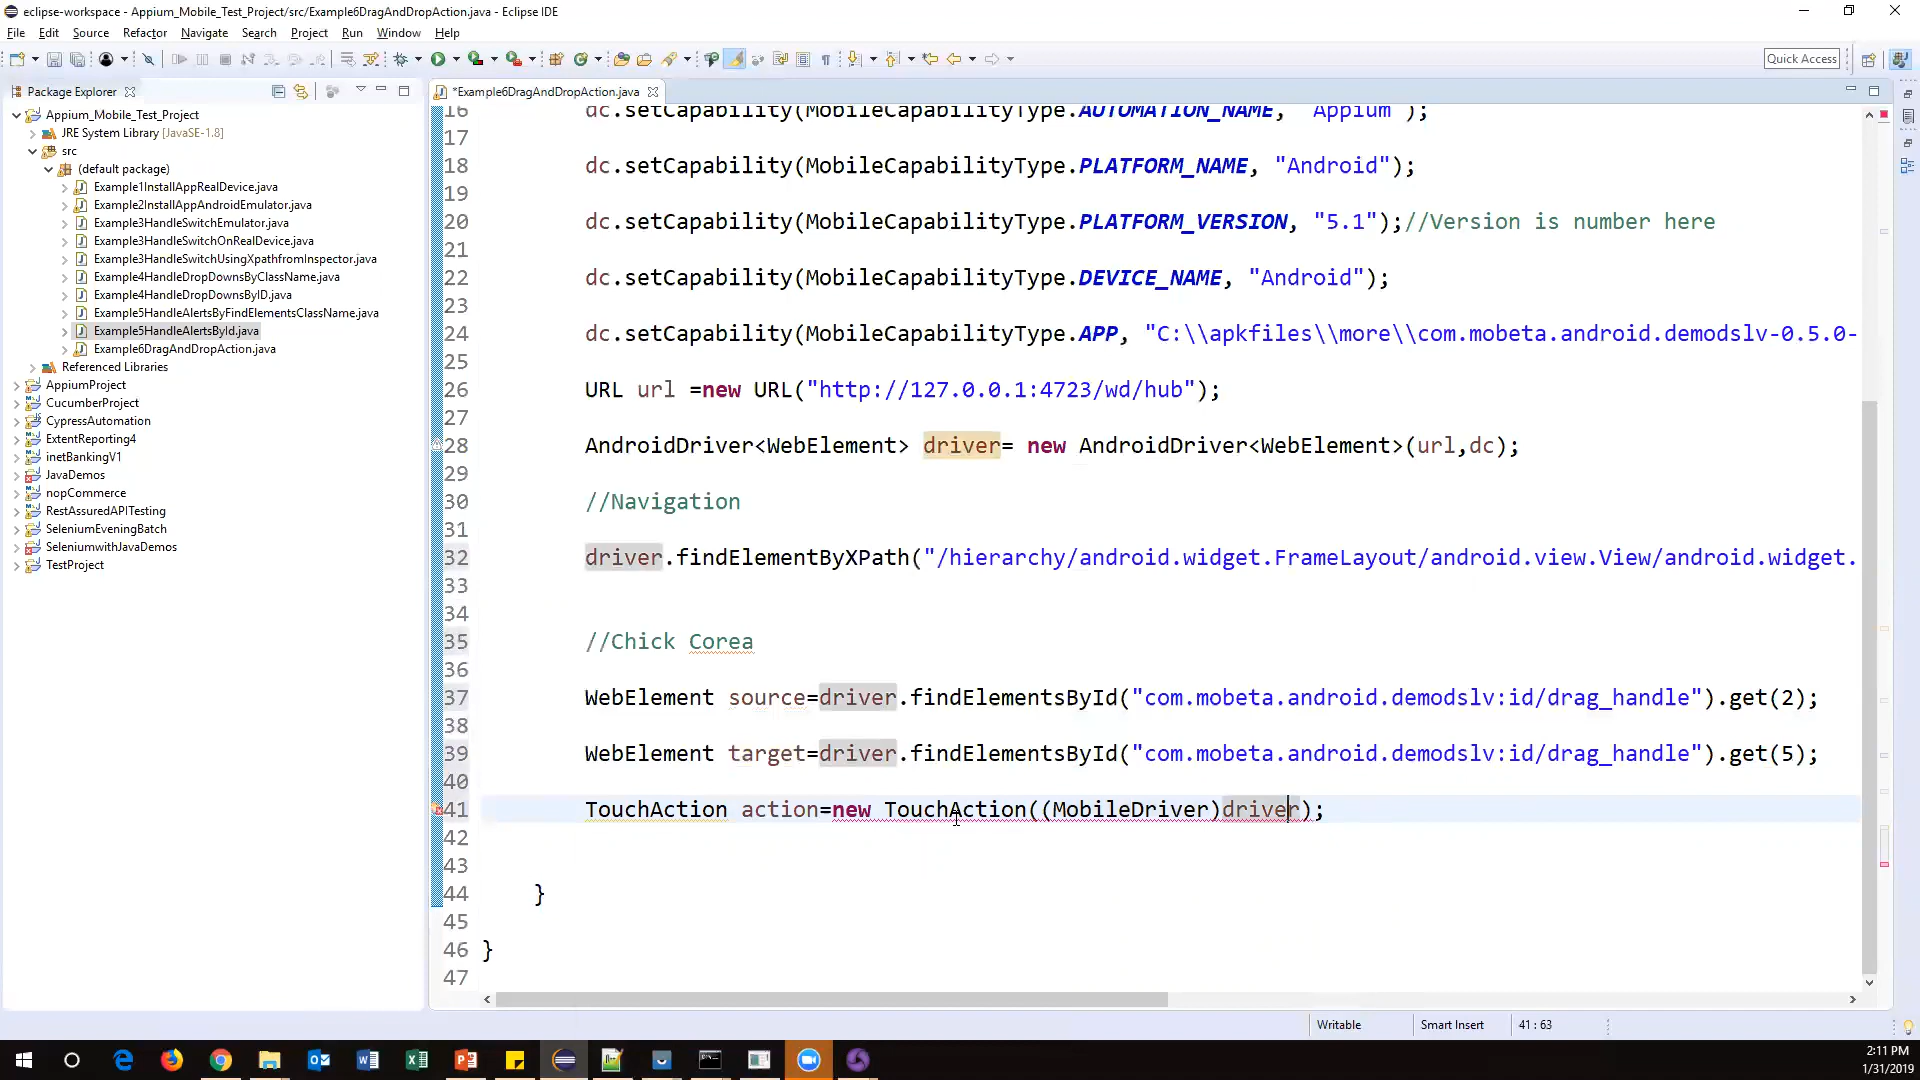 eclipse-workspace - Appium_Mobile_Test_Project/src/Example6DragAndDropAction.java - Eclipse IDE
File Edit Source Refactor Navigate Search Project Run Window Help
Quick Access
Package Explorer
*Example6DragAndDropAction.java
Appium_Mobile_Test_Project
JRE System Library [JavaSE-1.8]
src
(default package)
Example1InstallAppRealDevice.java
Example2InstallAppAndroidEmulator.java
Example3HandleSwitchEmulator.java
Example3HandleSwitchOnRealDevice.java
Example3HandleSwitchUsingXpathfromInspector.java
Example4HandleDropDownsByClassName.java
Example4HandleDropDownsByID.java
Example5HandleAlertsByFindElementsClassName.java
Example5HandleAlertsById.java
Example6DragAndDropAction.java
Referenced Libraries
AppiumProject
CucumberProject
CypressAutomation
ExtentReporting4
inetBankingV1
JavaDemos
nopCommerce
RestAssuredAPITesting
SeleniumEveningBatch
SeleniumwithJavaDemos
TestProject
16 dc.setCapability(MobileCapabilityType.AUTOMATION_NAME, "Appium");
17
18 dc.setCapability(MobileCapabilityType.PLATFORM_NAME, "Android");
19
20 dc.setCapability(MobileCapabilityType.PLATFORM_VERSION, "5.1");//Version is number here
21
22 dc.setCapability(MobileCapabilityType.DEVICE_NAME, "Android");
23
24 dc.setCapability(MobileCapabilityType.APP, "C:\\apkfiles\\more\\com.mobeta.android.demodslv-0.5.0-
25
26 URL url =new URL("http://127.0.0.1:4723/wd/hub");
27
28 AndroidDriver<WebElement> driver= new AndroidDriver<WebElement>(url,dc);
29
30 //Navigation
31
32 driver.findElementByXPath("/hierarchy/android.widget.FrameLayout/android.view.View/android.widget.
33
34
35 //Chick Corea
36
37 WebElement source=driver.findElementsById("com.mobeta.android.demodslv:id/drag_handle").get(2);
38
39 WebElement target=driver.findElementsById("com.mobeta.android.demodslv:id/drag_handle").get(5);
40
41 TouchAction action=new TouchAction((MobileDriver)driver);
42
43
44 }
45
46 }
47
Writable Smart Insert 41 : 63
2:11 PM
1/31/2019